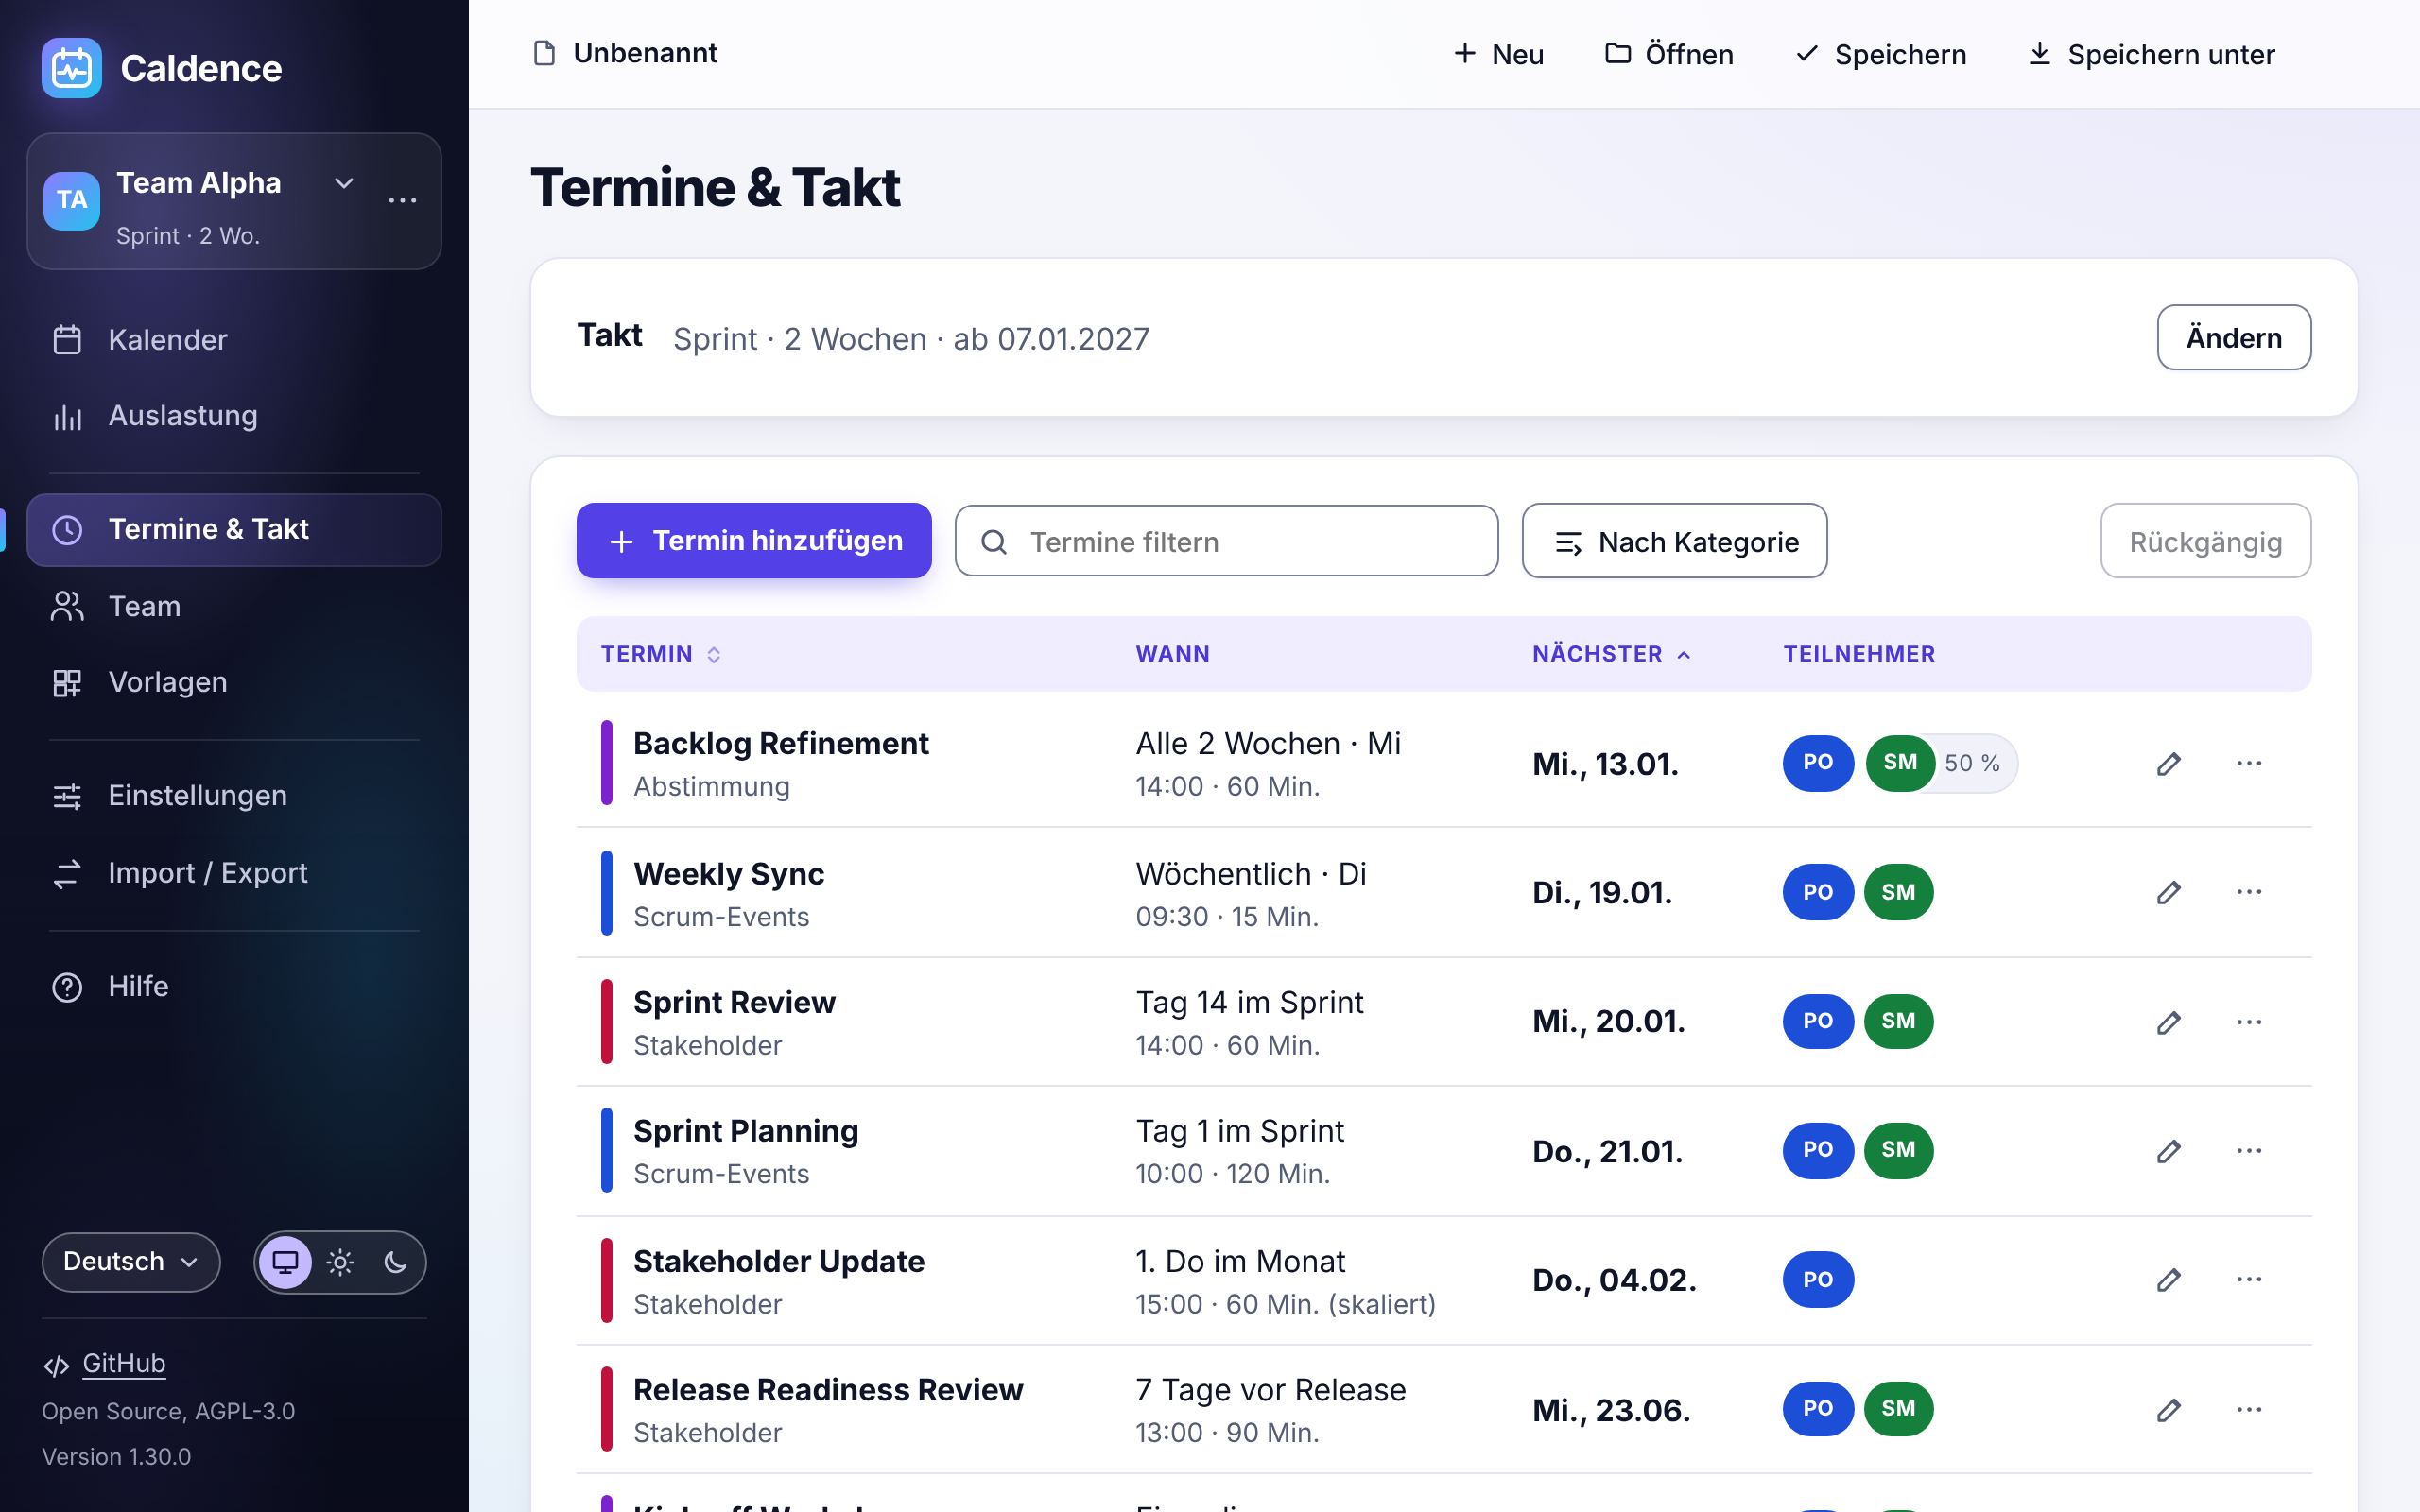 Caldence
TA
Team Alpha
Sprint · 2 Wo.
Kalender
Auslastung
Termine & Takt
Team
Vorlagen
Einstellungen
Import / Export
Hilfe
Deutsch
GitHub
Open Source, AGPL-3.0
Version 1.30.0
Unbenannt
Neu
Öffnen
Speichern
Speichern unter
Termine & Takt
Takt Sprint · 2 Wochen · ab 07.01.2027
Ändern
Termin hinzufügen
Termine filtern
Nach Kategorie
Rückgängig
TERMIN WANN NÄCHSTER TEILNEHMER
Backlog Refinement
Abstimmung
Alle 2 Wochen · Mi
14:00 · 60 Min.
Mi., 13.01.
PO SM 50 %
Weekly Sync
Scrum-Events
Wöchentlich · Di
09:30 · 15 Min.
Di., 19.01.
PO SM
Sprint Review
Stakeholder
Tag 14 im Sprint
14:00 · 60 Min.
Mi., 20.01.
PO SM
Sprint Planning
Scrum-Events
Tag 1 im Sprint
10:00 · 120 Min.
Do., 21.01.
PO SM
Stakeholder Update
Stakeholder
1. Do im Monat
15:00 · 60 Min. (skaliert)
Do., 04.02.
PO
Release Readiness Review
Stakeholder
7 Tage vor Release
13:00 · 90 Min.
Mi., 23.06.
PO SM